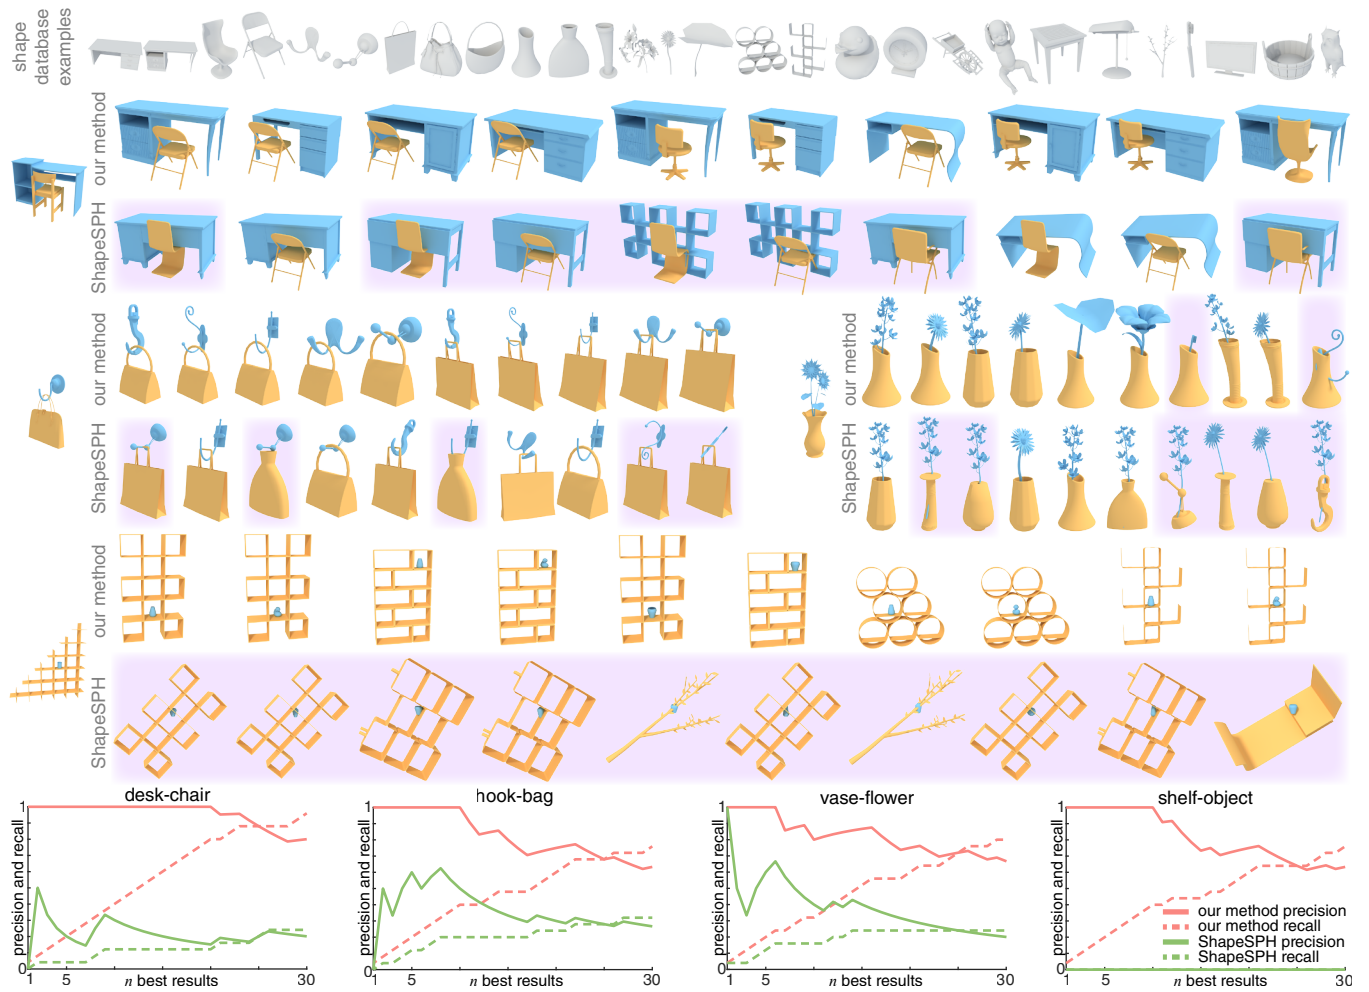 shape
database
examples
our method
ShapeSPH
our method
ShapeSPH
our method
ShapeSPH
our method
ShapeSPH
desk-chair
hook-bag
vase-flower
shelf-object
precision and recall
1
0
1
5
n best results
30
precision and recall
1
0
1
5
n best results
30
precision and recall
1
0
1
5
n best results
30
precision and recall
1
0
1
5
n best results
30
our method precision
our method recall
ShapeSPH precision
ShapeSPH recall